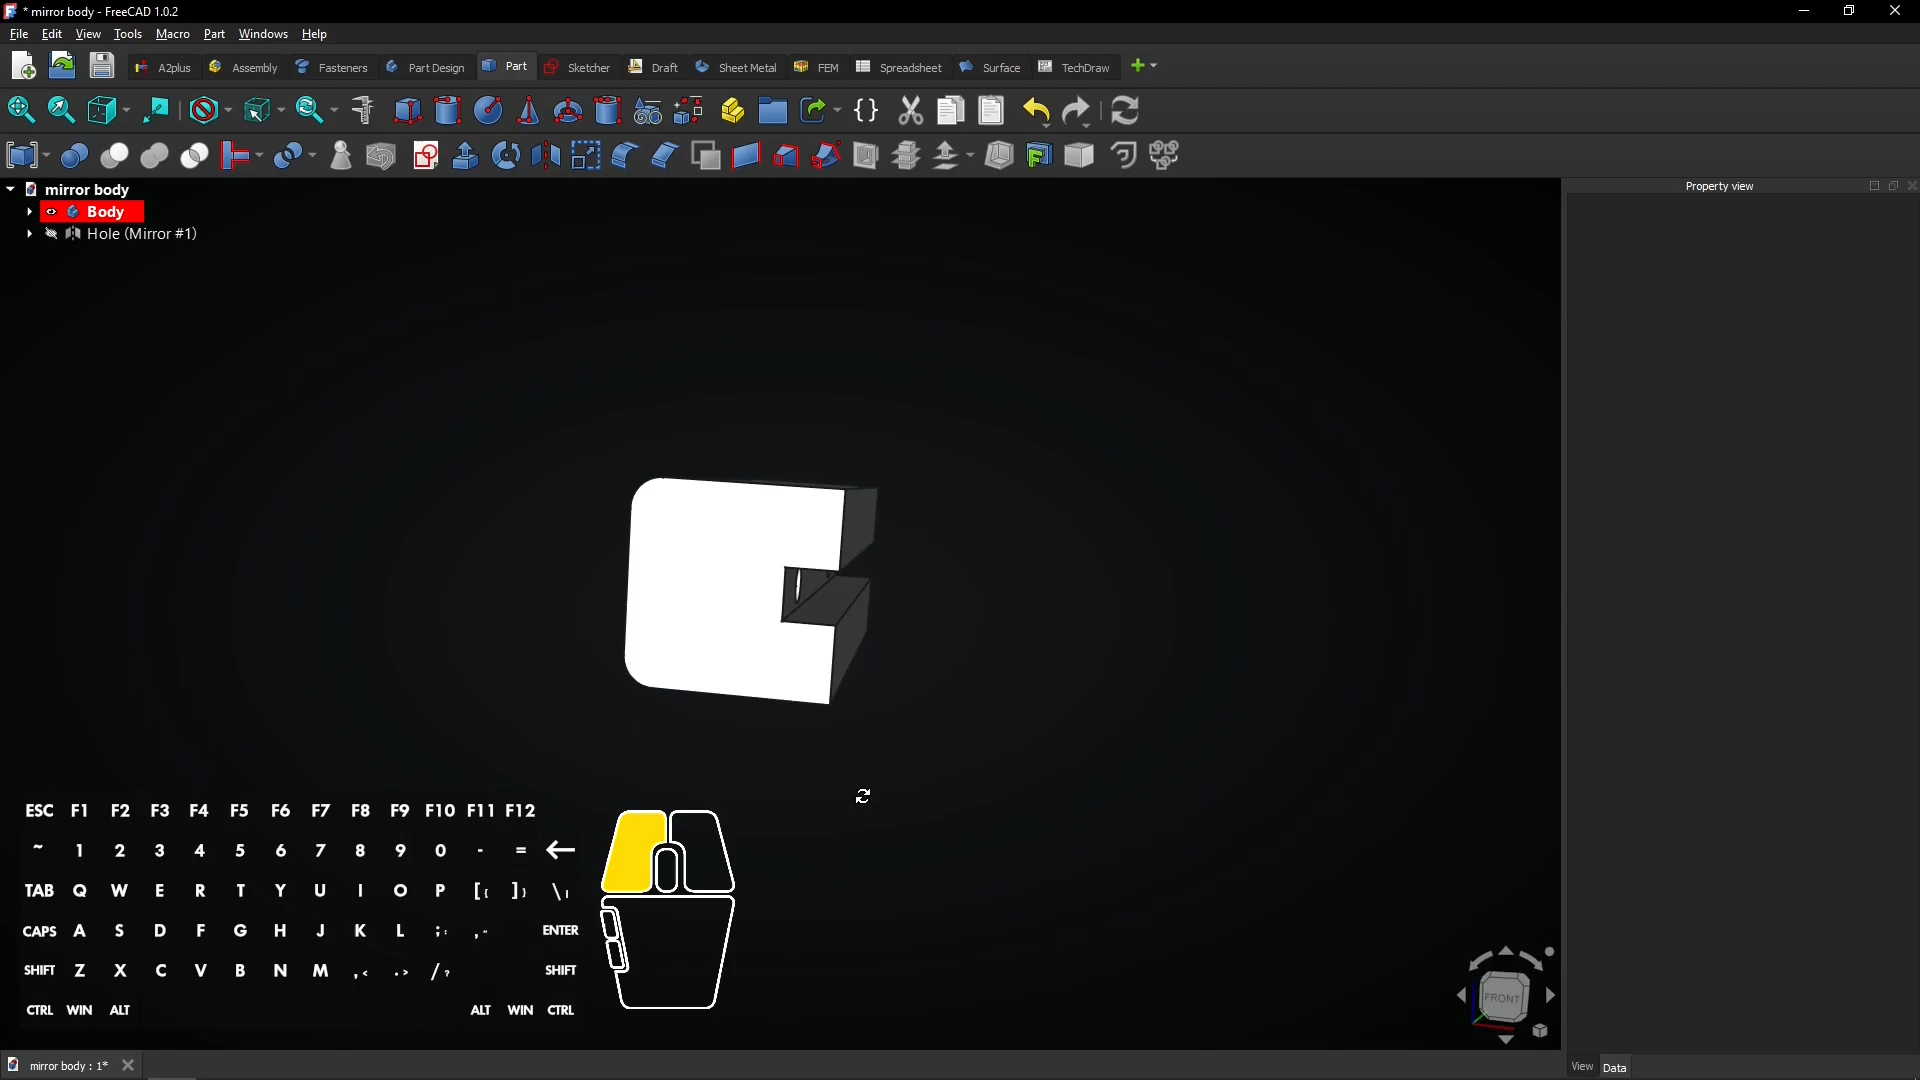 * mirror body - FreeCAD 1.0.2
File Edit View Tools Macro Part Windows Help
A2plus Assembly Fasteners Part Design Part Sketcher Draft Sheet Metal FEM Spreadsheet Surface TechDraw
mirror body
Body
Hole (Mirror #1)
Property view
ESC F1 F2 F3 F4 F5 F6 F7 F8 F9 F10 F11 F12
~ 1 2 3 4 5 6 7 8 9 0 - =
TAB Q W E R T Y U I O P [{ ]} \|
CAPS A S D F G H J K L ;: ,“ ENTER
SHIFT Z X C V B N M ,< .> /? SHIFT
CTRL WIN ALT ALT WIN CTRL
FRONT
mirror body : 1*
View Data